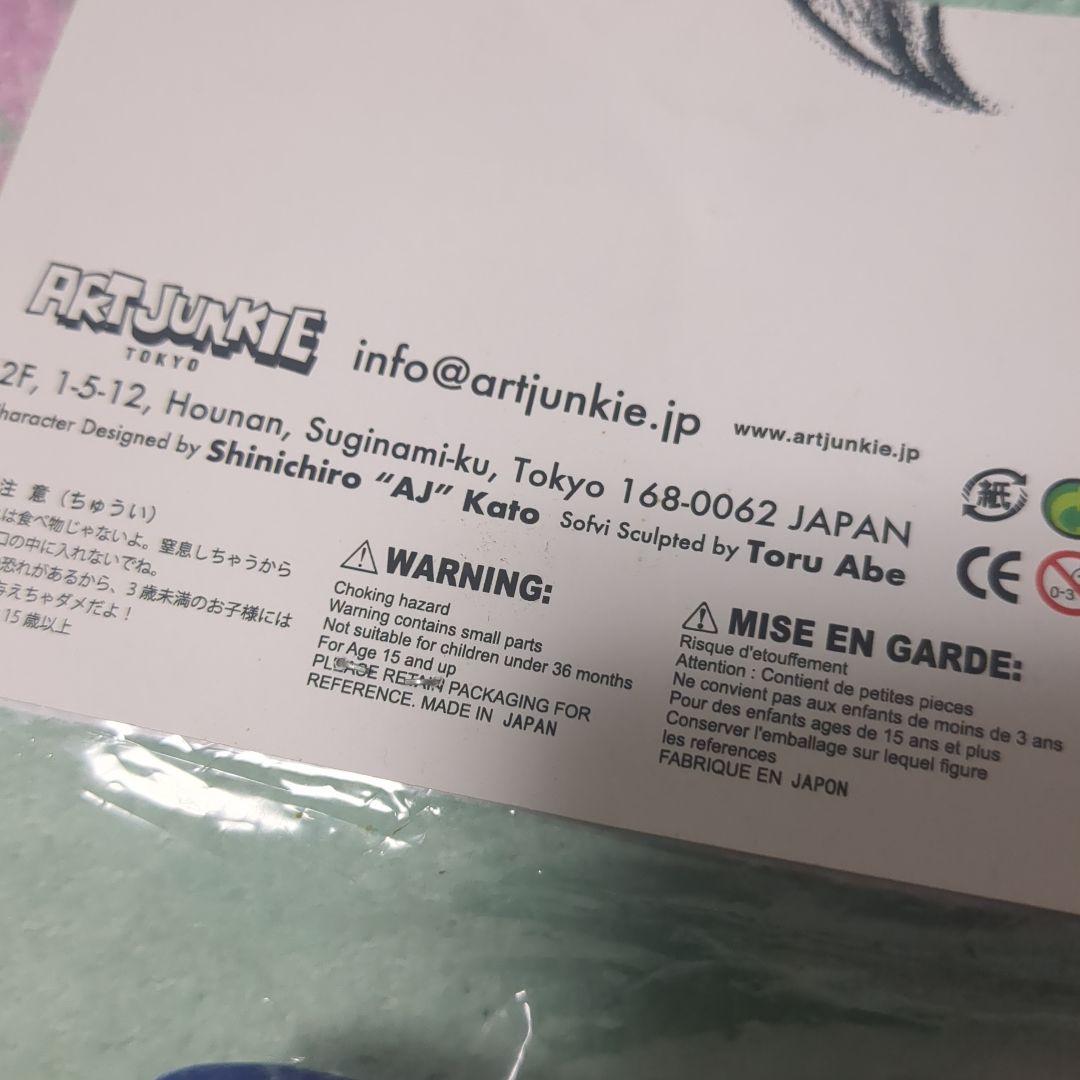 ART JUNKIE
TOKYO
info@artjunkie.jp
www.artjunkie.jp
2F, 1-5-12, Hounan, Suginami-ku, Tokyo 168-0062 JAPAN
Designed by Shinichiro “AJ” Kato Sofvi Sculpted by Toru Abe
紙
CE
0-3
注 意（ちゅうい）
は食べ物じゃないよ。窒息しちゃうから
口の中に入れないでね。
恐れがあるから、3歳未満のお子様には
与えちゃダメだよ！
15歳以上
WARNING:
Choking hazard
Warning contains small parts
Not suitable for children under 36 months
For Age 15 and up
PLEASE RETAIN PACKAGING FOR
REFERENCE. MADE IN JAPAN
MISE EN GARDE:
Risque d'etouffement
Attention : Contient de petites pieces
Ne convient pas aux enfants de moins de 3 ans
Pour des enfants ages de 15 ans et plus
Conserver l'emballage sur lequel figure
les references
FABRIQUE EN JAPON